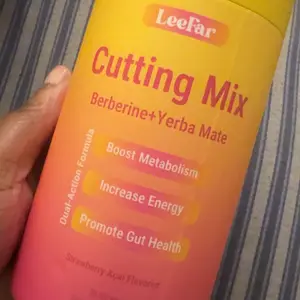 LeeFar
Cutting Mix
Berberine+Yerba Mate
Dual-Action Formula
Boost Metabolism
Increase Energy
Promote Gut Health
Strawberry Acai Flavor